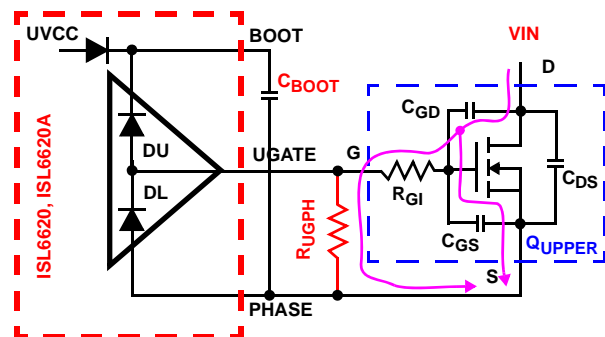 UVCC
BOOT
VIN
D
CBOOT
CGD
DU
UGATE
G
DL
RGI
CDS
ISL6620, ISL6620A
RUGPH
CGS
QUPPER
S
PHASE